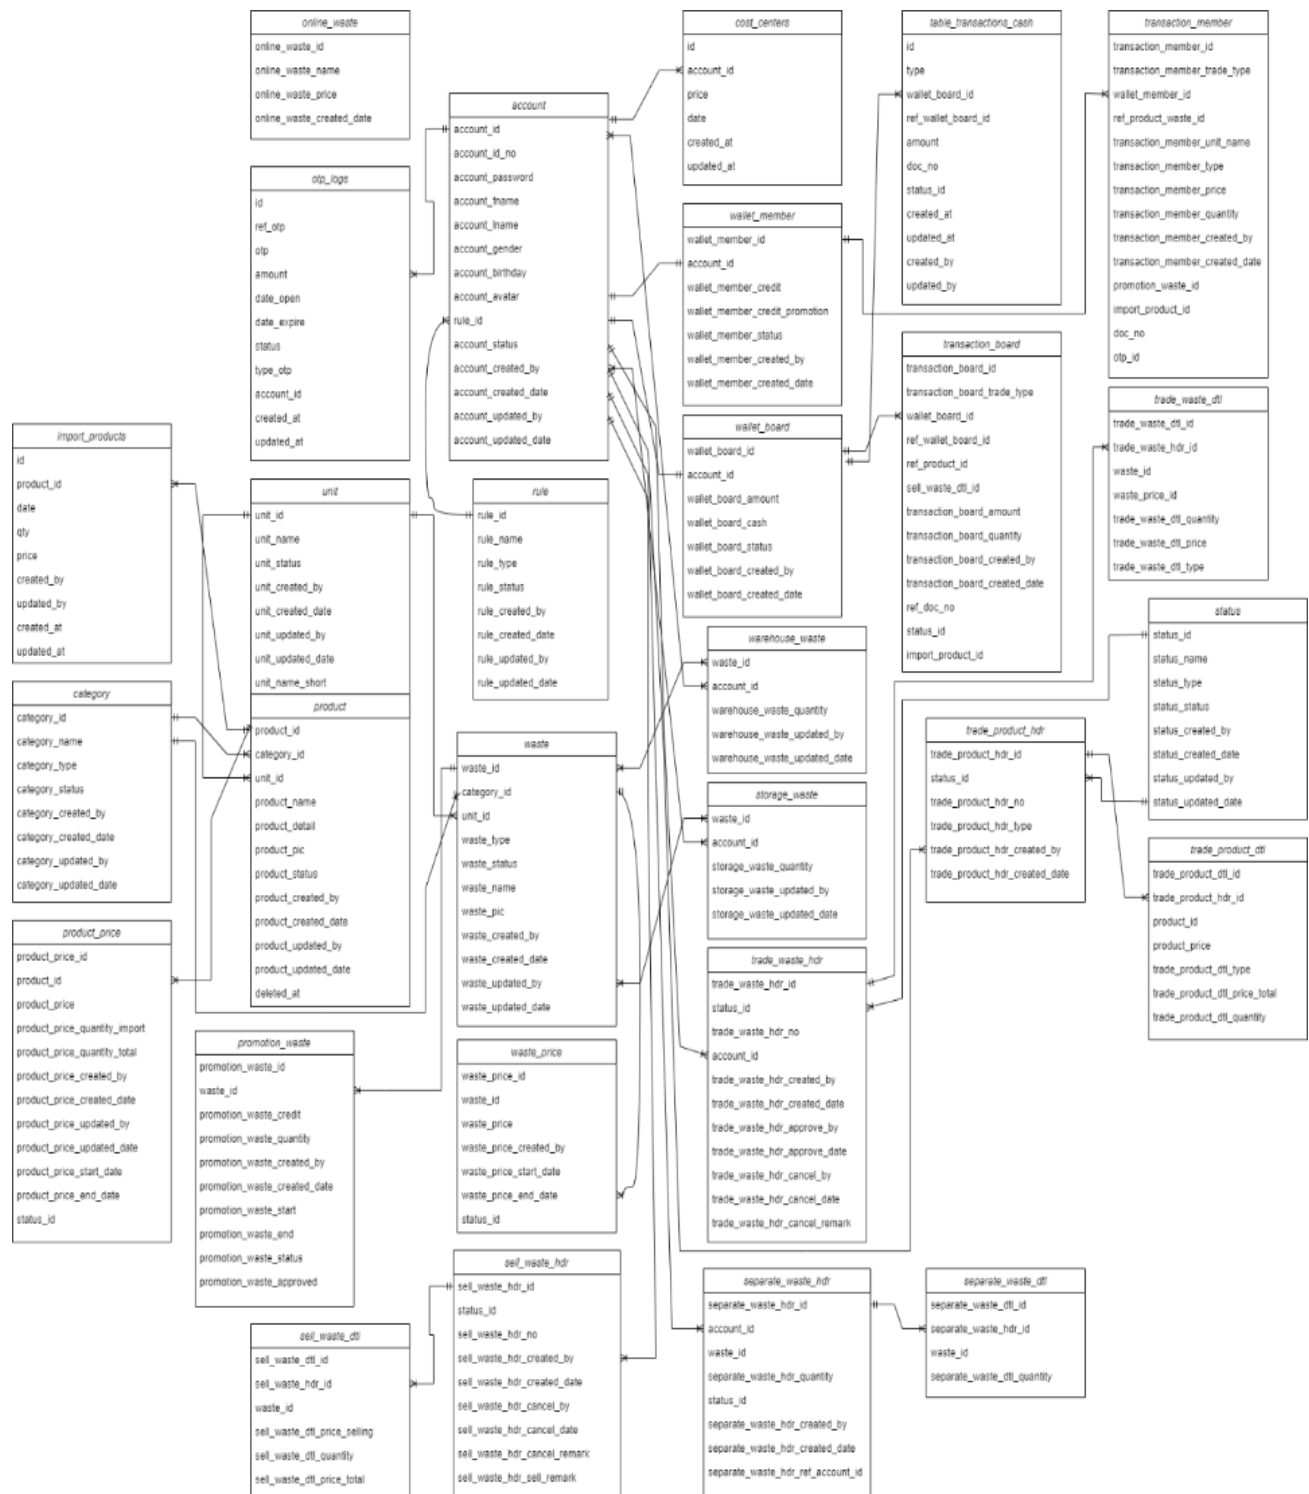 online_waste
online_waste_id
online_waste_name
online_waste_price
online_waste_created_date
otp_logs
id
ref_otp
otp
amount
date_open
date_expire
status
type_otp
account_id
created_at
updated_at
account
account_id
account_id_no
account_password
account_fname
account_lname
account_gender
account_birthday
account_avatar
rule_id
account_status
account_created_by
account_created_date
account_updated_by
account_updated_date
cost_centers
id
account_id
price
date
created_at
updated_at
wallet_member
wallet_member_id
account_id
wallet_member_credit
wallet_member_credit_promotion
wallet_member_status
wallet_member_created_by
wallet_member_created_date
wallet_board
wallet_board_id
account_id
wallet_board_amount
wallet_board_cash
wallet_board_status
wallet_board_created_by
wallet_board_created_date
table_transactions_cash
id
type
wallet_board_id
ref_wallet_board_id
amount
doc_no
status_id
created_at
updated_at
created_by
updated_by
transaction_board
transaction_board_id
transaction_board_trade_type
wallet_board_id
ref_wallet_board_id
ref_product_id
sell_waste_dtl_id
transaction_board_amount
transaction_board_quantity
transaction_board_created_by
transaction_board_created_date
ref_doc_no
status_id
import_product_id
transaction_member
transaction_member_id
transaction_member_trade_type
wallet_member_id
ref_product_waste_id
transaction_member_unit_name
transaction_member_type
transaction_member_price
transaction_member_quantity
transaction_member_created_by
transaction_member_created_date
promotion_waste_id
import_product_id
doc_no
otp_id
trade_waste_dtl
trade_waste_dtl_id
trade_waste_hdr_id
waste_id
waste_price_id
trade_waste_dtl_quantity
trade_waste_dtl_price
trade_waste_dtl_type
import_products
id
product_id
date
qty
price
created_by
updated_by
created_at
updated_at
unit
unit_id
unit_name
unit_status
unit_created_by
unit_created_date
unit_updated_by
unit_updated_date
unit_name_short
rule
rule_id
rule_name
rule_type
rule_status
rule_created_by
rule_created_date
rule_updated_by
rule_updated_date
category
category_id
category_name
category_type
category_status
category_created_by
category_created_date
category_updated_by
category_updated_date
product
product_id
category_id
unit_id
product_name
product_detail
product_pic
product_status
product_created_by
product_created_date
product_updated_by
product_updated_date
deleted_at
waste
waste_id
category_id
unit_id
waste_type
waste_status
waste_name
waste_pic
waste_created_by
waste_created_date
waste_updated_by
waste_updated_date
warehouse_waste
waste_id
account_id
warehouse_waste_quantity
warehouse_waste_updated_by
warehouse_waste_updated_date
storage_waste
waste_id
account_id
storage_waste_quantity
storage_waste_updated_by
storage_waste_updated_date
status
status_id
status_name
status_type
status_status
status_created_by
status_created_date
status_updated_by
status_updated_date
trade_product_hdr
trade_product_hdr_id
status_id
trade_product_hdr_no
trade_product_hdr_type
trade_product_hdr_created_by
trade_product_hdr_created_date
trade_product_dtl
trade_product_dtl_id
trade_product_hdr_id
product_id
product_price
trade_product_dtl_type
trade_product_dtl_price_total
trade_product_dtl_quantity
product_price
product_price_id
product_id
product_price
product_price_quantity_import
product_price_quantity_total
product_price_created_by
product_price_created_date
product_price_updated_by
product_price_updated_date
product_price_start_date
product_price_end_date
status_id
promotion_waste
promotion_waste_id
waste_id
promotion_waste_credit
promotion_waste_quantity
promotion_waste_created_by
promotion_waste_created_date
promotion_waste_start
promotion_waste_end
promotion_waste_status
promotion_waste_approved
waste_price
waste_price_id
waste_id
waste_price
waste_price_created_by
waste_price_start_date
waste_price_end_date
status_id
trade_waste_hdr
trade_waste_hdr_id
status_id
trade_waste_hdr_no
account_id
trade_waste_hdr_created_by
trade_waste_hdr_created_date
trade_waste_hdr_approve_by
trade_waste_hdr_approve_date
trade_waste_hdr_cancel_by
trade_waste_hdr_cancel_date
trade_waste_hdr_cancel_remark
sell_waste_dtl
sell_waste_dtl_id
sell_waste_hdr_id
waste_id
sell_waste_dtl_price_selling
sell_waste_dtl_quantity
sell_waste_dtl_price_total
sell_waste_hdr
sell_waste_hdr_id
status_id
sell_waste_hdr_no
sell_waste_hdr_created_by
sell_waste_hdr_created_date
sell_waste_hdr_cancel_by
sell_waste_hdr_cancel_date
sell_waste_hdr_cancel_remark
sell_waste_hdr_sell_remark
separate_waste_hdr
separate_waste_hdr_id
account_id
waste_id
separate_waste_hdr_quantity
status_id
separate_waste_hdr_created_by
separate_waste_hdr_created_date
separate_waste_hdr_ref_account_id
separate_waste_dtl
separate_waste_dtl_id
separate_waste_hdr_id
waste_id
separate_waste_dtl_quantity